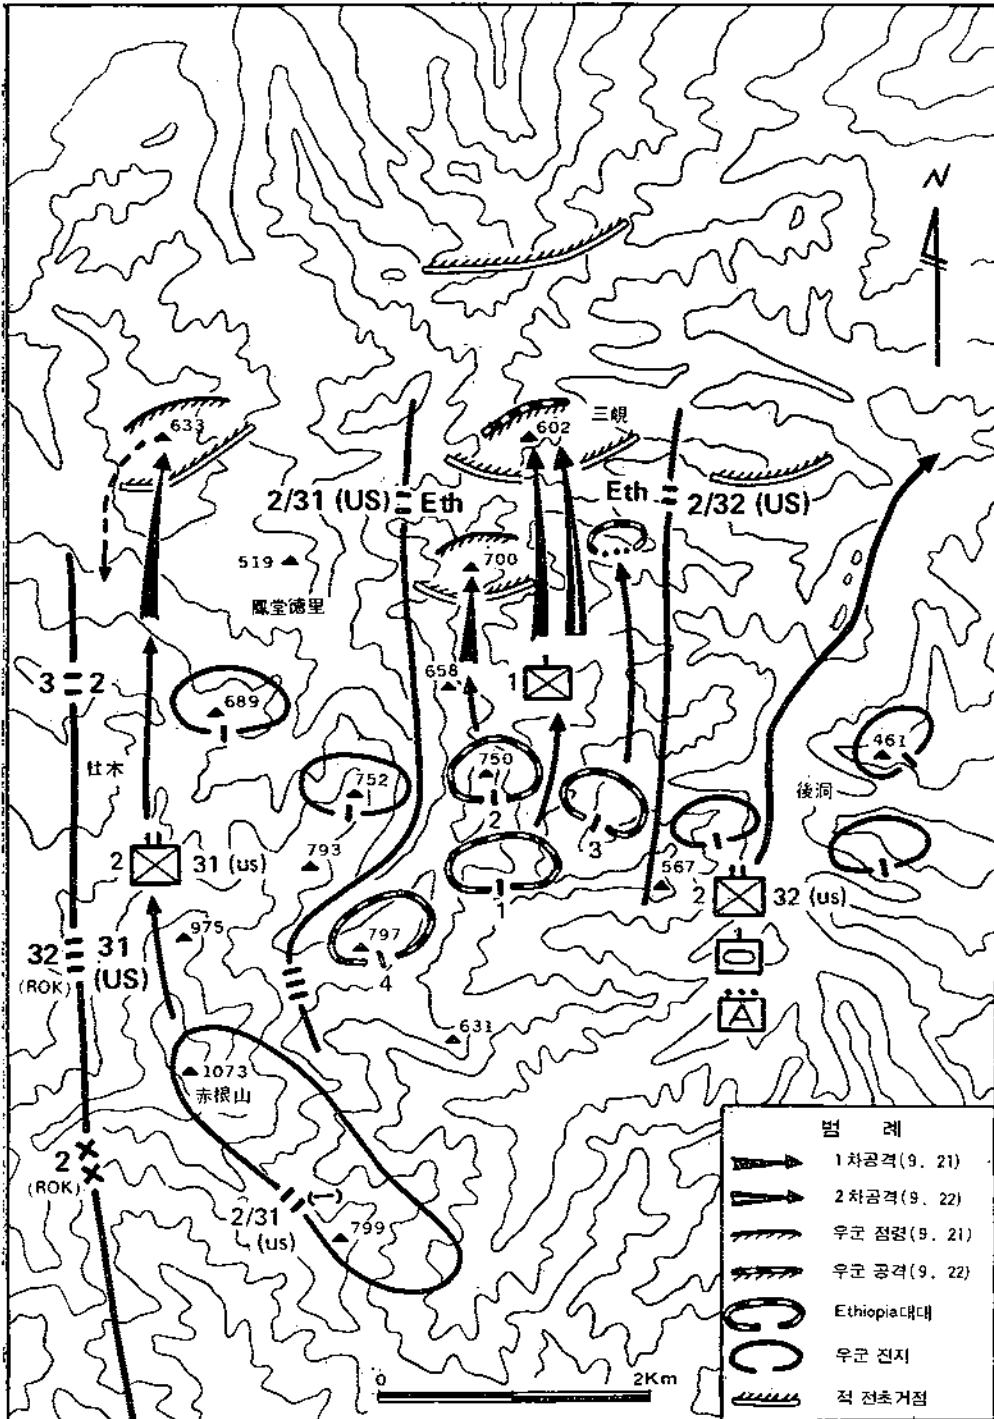 N
633
602
三峴
2/31 (US)
Eth
Eth
2/32 (US)
519
700
鳳堂德里
658
1
3
2
689
牡木
752
750
2
461
後洞
3
2
31 (us)
793
1
567
2
32 (us)
975
797
4
32
(ROK)
31
(US)
631
1073
赤根山
2
(ROK)
2/31
(us)
799
0
2Km
범 례
1차공격(9. 21)
2차공격(9. 22)
우군 점령(9. 21)
우군 공격(9. 22)
Ethiopia대대
우군 진지
적 전초거점